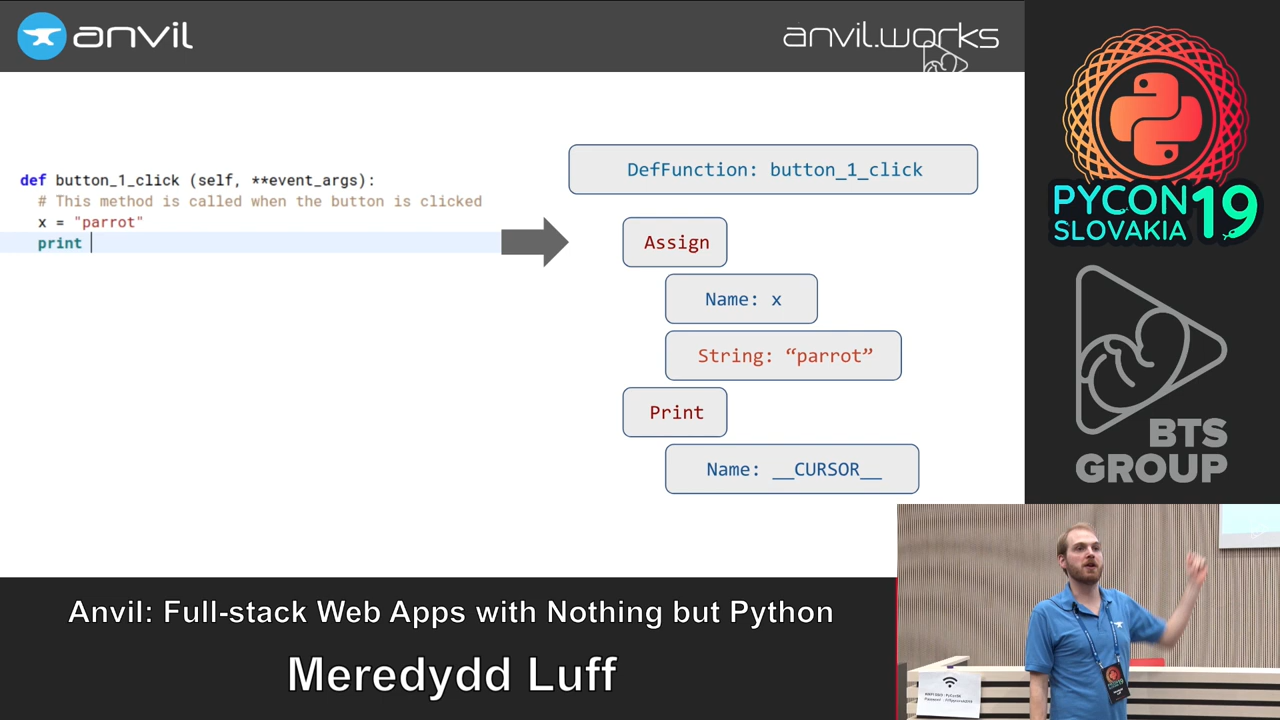 anvil
anvil.works
def button_1_click (self, **event_args):
# This method is called when the button is clicked
x = "parrot"
print
DefFunction: button_1_click
Assign
Name: x
String: “parrot”
Print
Name: __CURSOR__
PYCON 19
SLOVAKIA
BTS
GROUP
Anvil: Full-stack Web Apps with Nothing but Python
Meredydd Luff